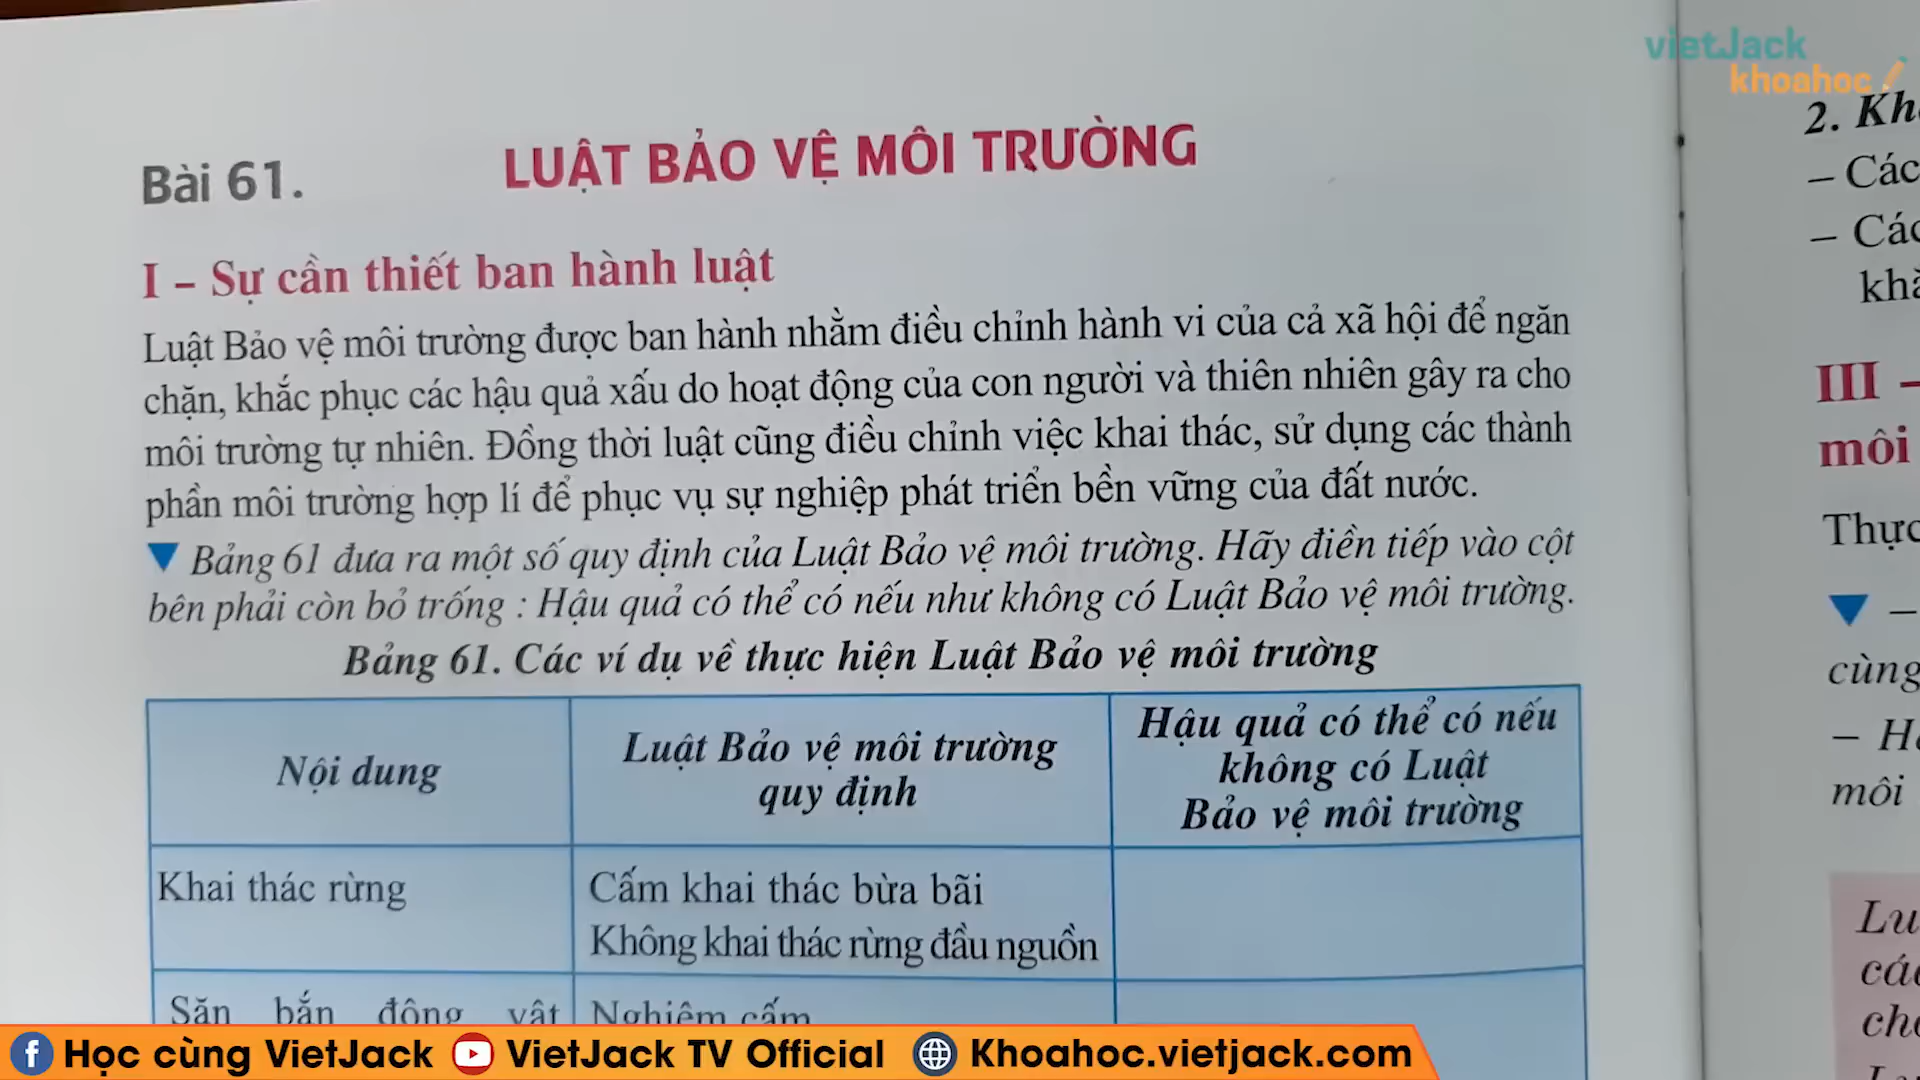 vietJack
khoahoc
Bài 61.
LUẬT BẢO VỆ MÔI TRƯỜNG
I – Sự cần thiết ban hành luật
Luật Bảo vệ môi trường được ban hành nhằm điều chỉnh hành vi của cả xã hội để ngăn
chặn, khắc phục các hậu quả xấu do hoạt động của con người và thiên nhiên gây ra cho
môi trường tự nhiên. Đồng thời luật cũng điều chỉnh việc khai thác, sử dụng các thành
phần môi trường hợp lí để phục vụ sự nghiệp phát triển bền vững của đất nước.
▼ Bảng 61 đưa ra một số quy định của Luật Bảo vệ môi trường. Hãy điền tiếp vào cột
bên phải còn bỏ trống : Hậu quả có thể có nếu như không có Luật Bảo vệ môi trường.
Bảng 61. Các ví dụ về thực hiện Luật Bảo vệ môi trường
Nội dung
Luật Bảo vệ môi trường
quy định
Hậu quả có thể có nếu
không có Luật
Bảo vệ môi trường
Khai thác rừng
Cấm khai thác bừa bãi
Không khai thác rừng đầu nguồn
Săn bắn động vật
Nghiêm cấm
2.
– Các
–
III –
môi
Thực
▼ –
cùng
–
môi
Học cùng VietJack
VietJack TV Official
Khoahoc.vietjack.com